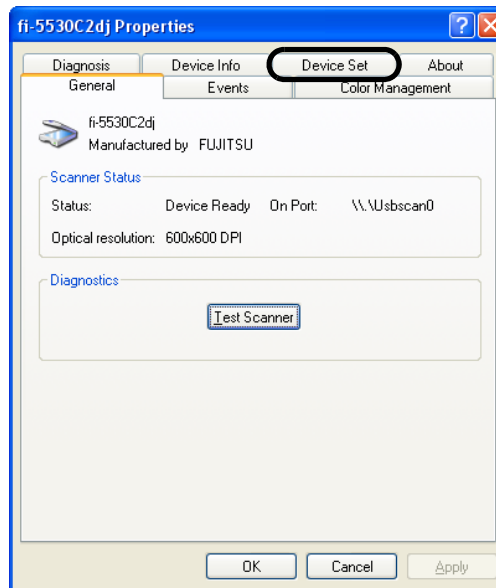 fi-5530C2dj Properties
Diagnosis Device Info Device Set About
General Events Color Management
fi-5530C2dj
Manufactured by FUJITSU
Scanner Status
Status: Device Ready On Port: \\.\Usbscan0
Optical resolution: 600x600 DPI
Diagnostics
Test Scanner
OK Cancel Apply